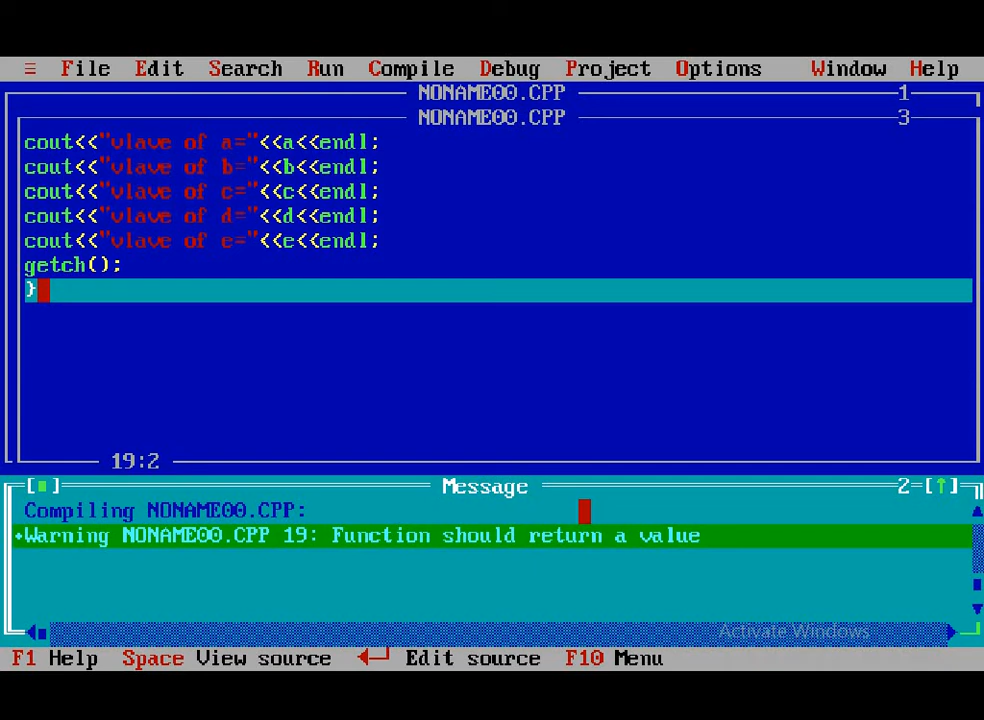 ≡ File Edit Search Run Compile Debug Project Options Window Help
NONAME00.CPP 1
NONAME00.CPP 3
cout<<"vlave of a="<<a<<endl;
cout<<"vlave of b="<<b<<endl;
cout<<"vlave of c="<<c<<endl;
cout<<"vlave of d="<<d<<endl;
cout<<"vlave of e="<<e<<endl;
getch();
}
19:2
[■] Message 2=[↑]
Compiling NONAME00.CPP:
•Warning NONAME00.CPP 19: Function should return a value
Activate Windows
F1 Help Space View source ◄┘ Edit source F10 Menu